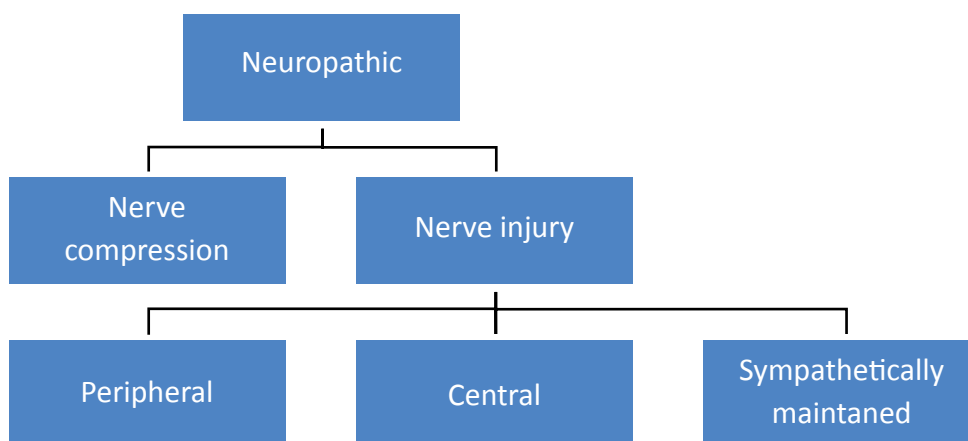 Neuropathic
Nerve
compression
Nerve injury
Peripheral
Central
Sympathetically
maintaned